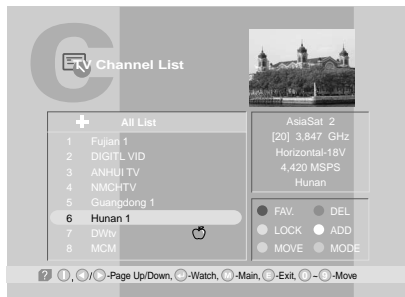 C
TV Channel List
All List
1 Fujian 1
2 DIGITL VID
3 ANHUI TV
4 NMCHTV
5 Guangdong 1
6 Hunan 1
7 DWtv
8 MCM
AsiaSat 2
[20] 3,847 GHz
Horizontal-18V
4,420 MSPS
Hunan
FAV. DEL
LOCK ADD
MOVE MODE
? , / -Page Up/Down, -Watch, M -Main, E -Exit, 0 ~ 9 -Move